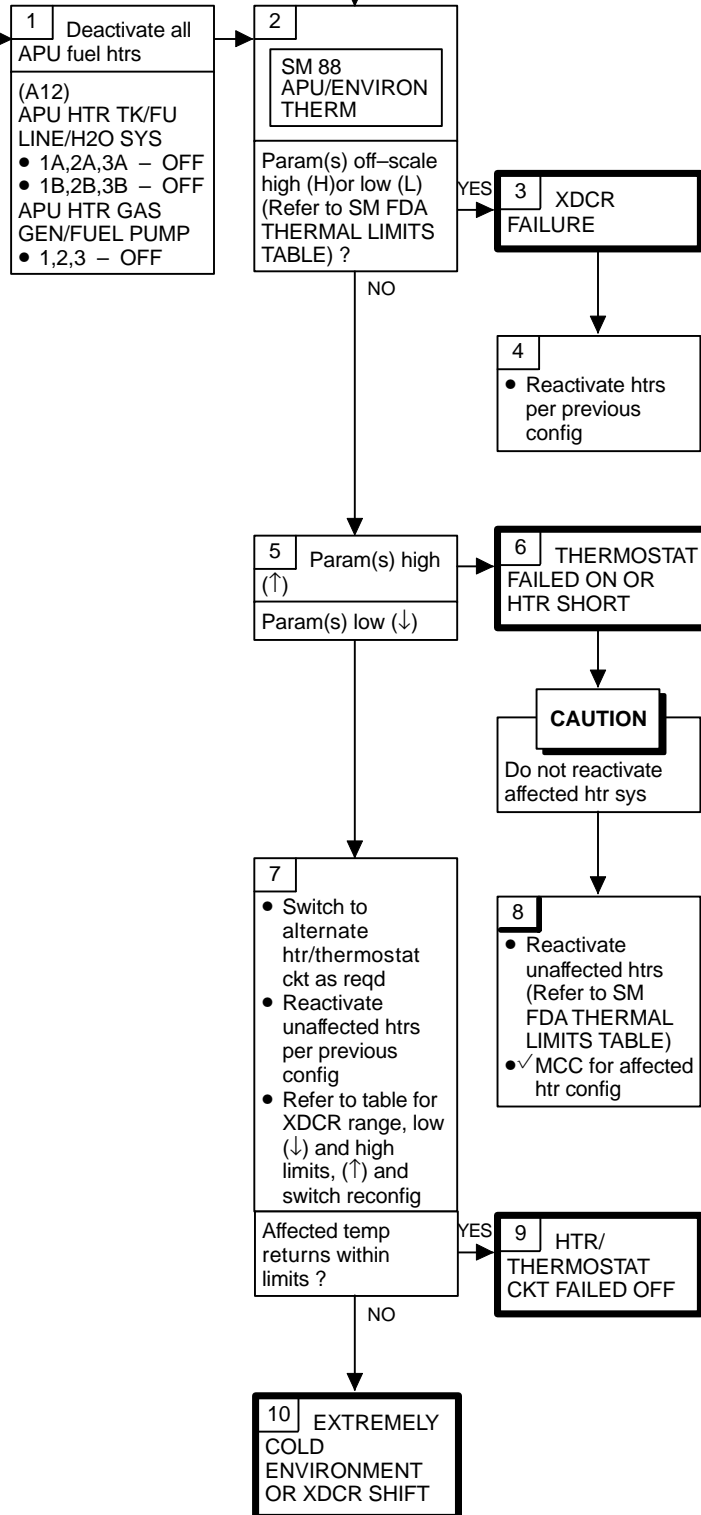 1 Deactivate all
APU fuel htrs
(A12)
APU HTR TK/FU
LINE/H2O SYS
● 1A,2A,3A – OFF
● 1B,2B,3B – OFF
APU HTR GAS
GEN/FUEL PUMP
● 1,2,3 – OFF
2
SM 88
APU/ENVIRON
THERM
Param(s) off–scale
high (H)or low (L)
(Refer to SM FDA
THERMAL LIMITS
TABLE) ?
YES
NO
3 XDCR
FAILURE
4
● Reactivate htrs
per previous
config
5 Param(s) high
(↑)
Param(s) low (↓)
6 THERMOSTAT
FAILED ON OR
HTR SHORT
CAUTION
Do not reactivate
affected htr sys
7
● Switch to
alternate
htr/thermostat
ckt as reqd
● Reactivate
unaffected htrs
per previous
config
● Refer to table for
XDCR range, low
(↓) and high
limits, (↑) and
switch reconfig
Affected temp
returns within
limits ?
YES
NO
8
● Reactivate
unaffected htrs
(Refer to SM
FDA THERMAL
LIMITS TABLE)
●√MCC for affected
htr config
9 HTR/
THERMOSTAT
CKT FAILED OFF
10 EXTREMELY
COLD
ENVIRONMENT
OR XDCR SHIFT